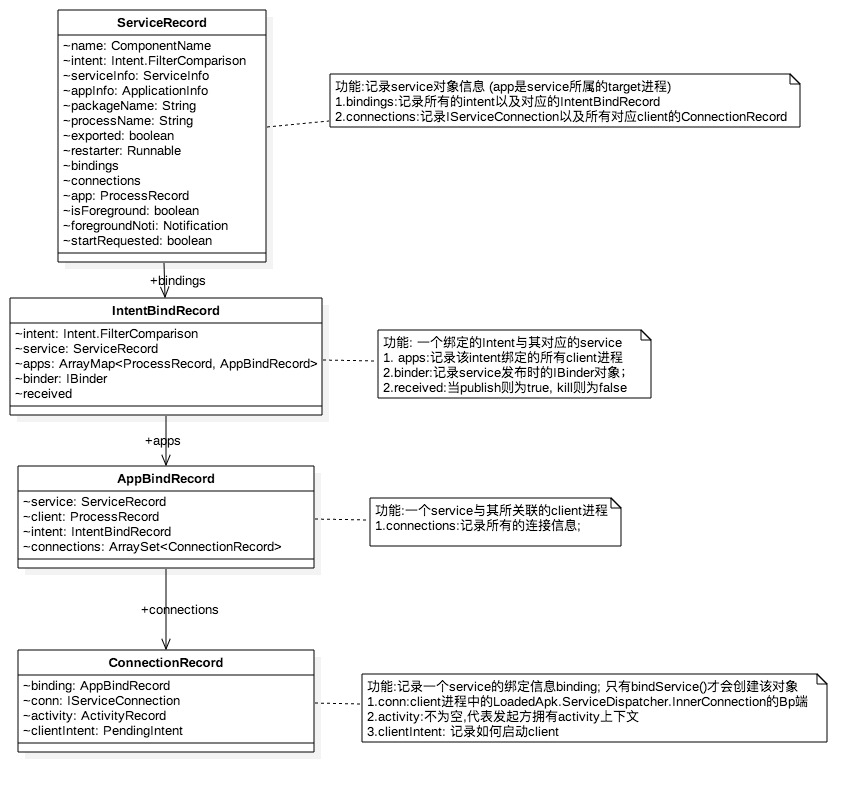 ServiceRecord
~name: ComponentName
~intent: Intent.FilterComparison
~serviceInfo: ServiceInfo
~appInfo: ApplicationInfo
~packageName: String
~processName: String
~exported: boolean
~restarter: Runnable
~bindings
~connections
~app: ProcessRecord
~isForeground: boolean
~foregroundNoti: Notification
~startRequested: boolean
功能:记录service对象信息 (app是service所属的target进程)
1.bindings:记录所有的intent以及对应的IntentBindRecord
2.connections:记录IServiceConnection以及所有对应client的ConnectionRecord
+bindings
IntentBindRecord
~intent: Intent.FilterComparison
~service: ServiceRecord
~apps: ArrayMap<ProcessRecord, AppBindRecord>
~binder: IBinder
~received
功能: 一个绑定的Intent与其对应的service
1. apps:记录该intent绑定的所有client进程
2.binder:记录service发布时的IBinder对象；
2.received:当publish则为true, kill则为false
+apps
AppBindRecord
~service: ServiceRecord
~client: ProcessRecord
~intent: IntentBindRecord
~connections: ArraySet<ConnectionRecord>
功能:一个service与其所关联的client进程
1.connections:记录所有的连接信息;
+connections
ConnectionRecord
~binding: AppBindRecord
~conn: IServiceConnection
~activity: ActivityRecord
~clientIntent: PendingIntent
功能:记录一个service的绑定信息binding; 只有bindService()才会创建该对象
1.conn:client进程中的LoadedApk.ServiceDispatcher.InnerConnection的Bp端
2.activity:不为空,代表发起方拥有activity上下文
3.clientIntent: 记录如何启动client